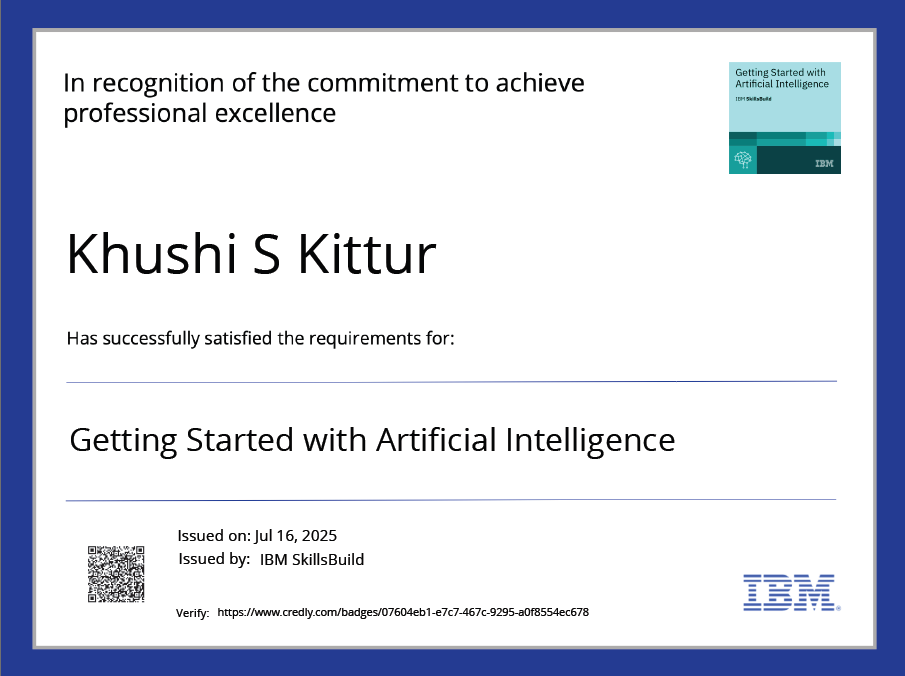 In recognition of the commitment to achieve
professional excellence
Getting Started with
Artificial Intelligence
IBM SkillsBuild
IBM
Khushi S Kittur
Has successfully satisfied the requirements for:
Getting Started with Artificial Intelligence
Issued on: Jul 16, 2025
Issued by: IBM SkillsBuild
Verify: https://www.credly.com/badges/07604eb1-e7c7-467c-9295-a0f8554ec678
IBM®